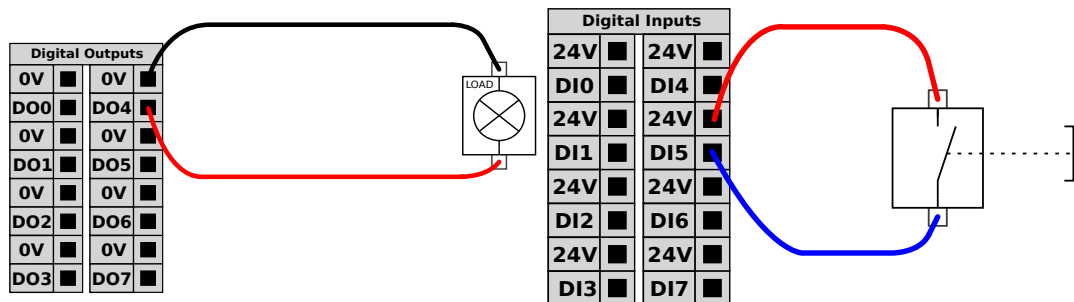 Digital Outputs
0V 0V
DO0 DO4
0V 0V
DO1 DO5
0V 0V
DO2 DO6
0V 0V
DO3 DO7
LOAD
Digital Inputs
24V 24V
DI0 DI4
24V 24V
DI1 DI5
24V 24V
DI2 DI6
24V 24V
DI3 DI7